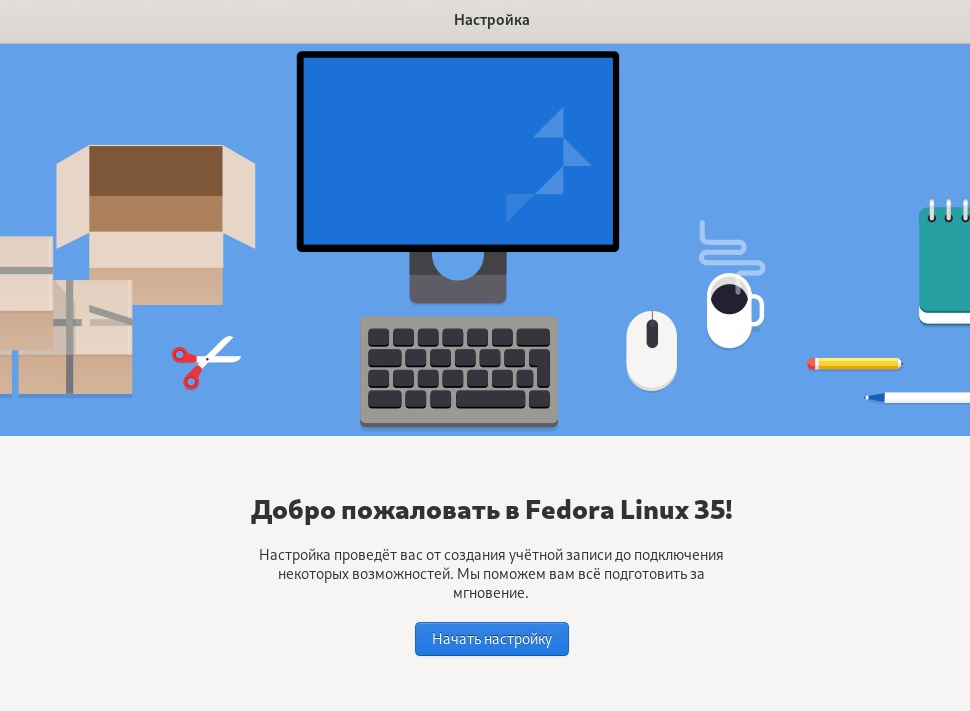 Настройка
Добро пожаловать в Fedora Linux 35!
Настройка проведёт вас от создания учётной записи до подключения
некоторых возможностей. Мы поможем вам всё подготовить за
мгновение.
Начать настройку